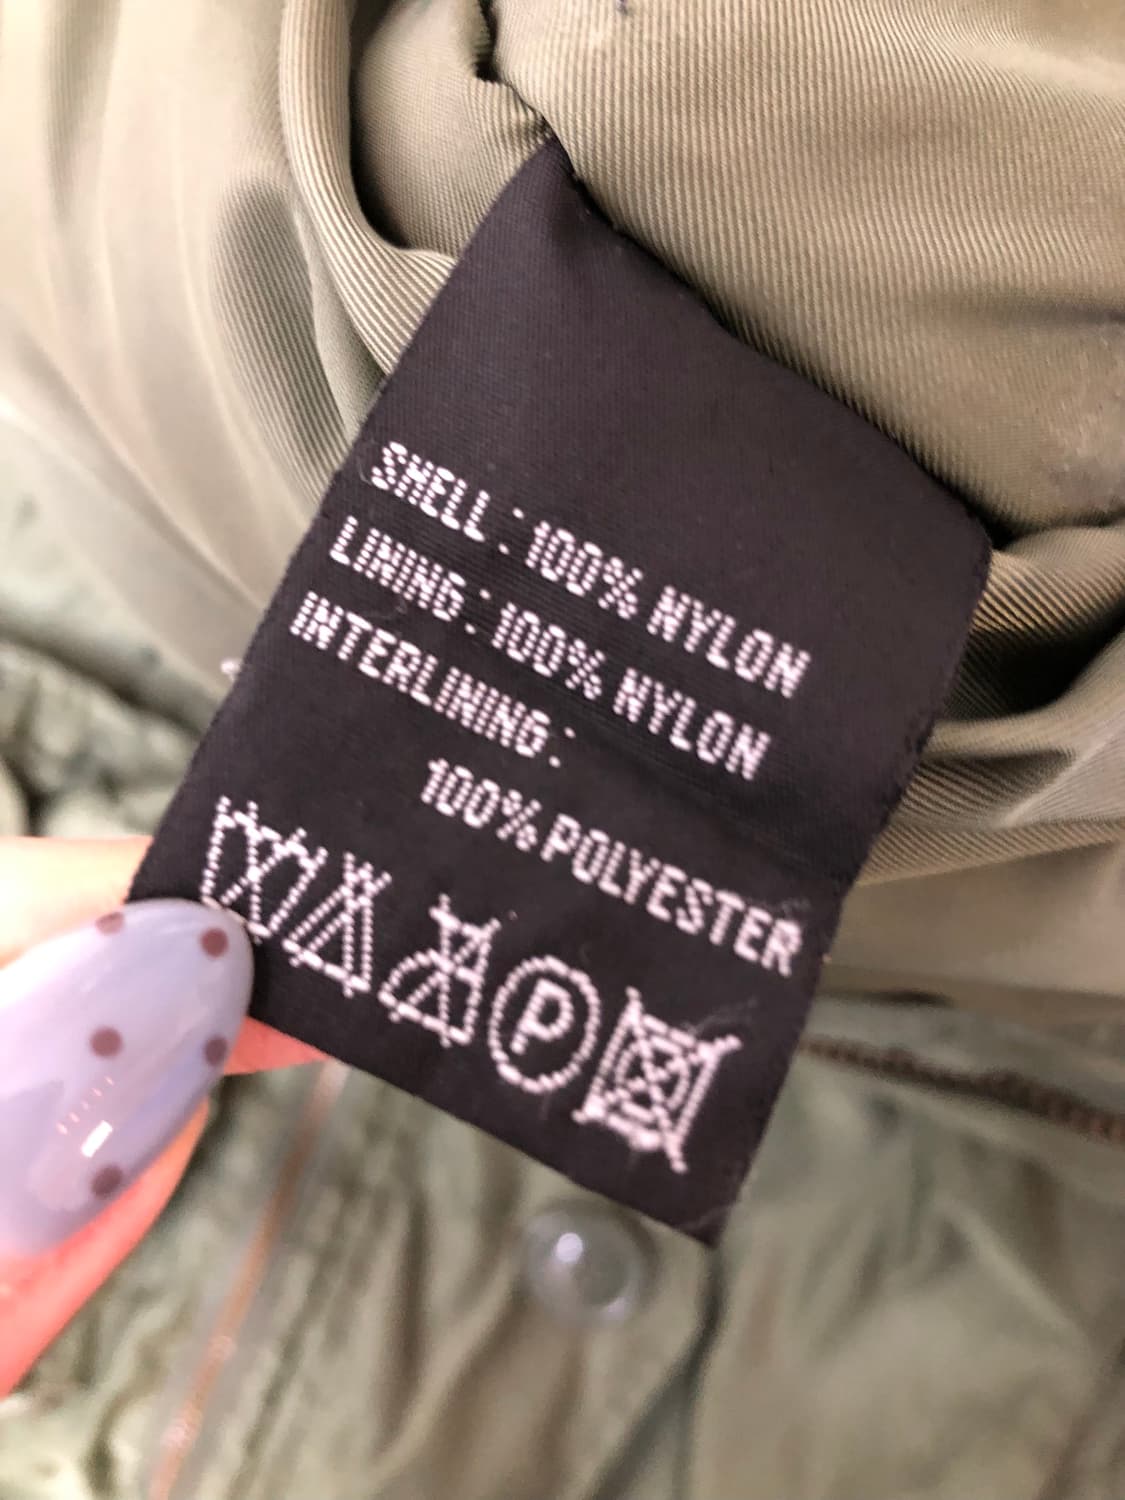 SHELL : 100% NYLON
LINING : 100% NYLON
INTERLINING :
100% POLYESTER
P